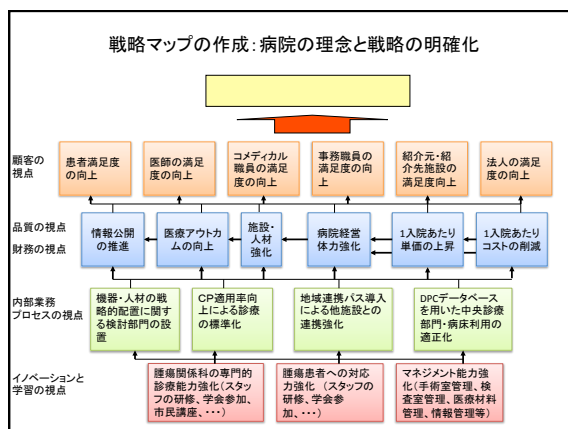 戦略マップの作成:病院の理念と戦略の明確化
顧客の
視点
患者満足度
の向上
医師の満足
度の向上
コメディカル
職員の満足
度の向上
事務職員の
満足度の向
上
紹介元・紹
介先施設の
満足度向上
法人の満足
度の向上
品質の視点
財務の視点
情報公開
の推進
医療アウトカ
ムの向上
施設・
人材
強化
病院経営
体力強化
1入院あたり
単価の上昇
1入院あたり
コストの削減
内部業務
プロセスの視点
機器・人材の戦
略的配置に関す
る検討部門の設
置
CP適用率向
上による診療
の標準化
地域連携パス導入
による他施設との
連携強化
DPCデータベース
を用いた中央診療
部門・病床利用の
適正化
イノベーションと
学習の視点
腫瘍関係科の専門的
診療能力強化(スタッ
フの研修、学会参加、
市民講座、・・・)
腫瘍患者への対応
力強化 (スタッフの
研修、学会参
加、・・・)
マネジメント能力強
化(手術室管理、検
査室管理、医療材料
管理、情報管理等)